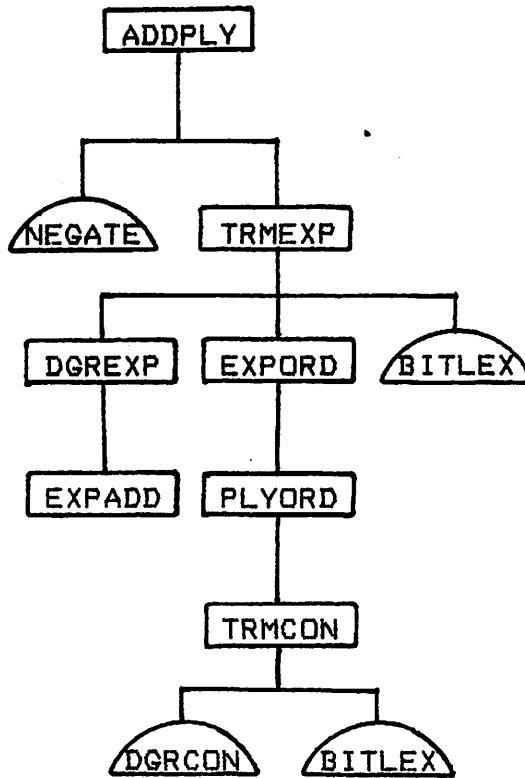 ADDPLY
NEGATE TRMEXP
DGREXP EXPORD BITLEX
EXPADD PLYORD
TRMCON
DGRCON BITLEX